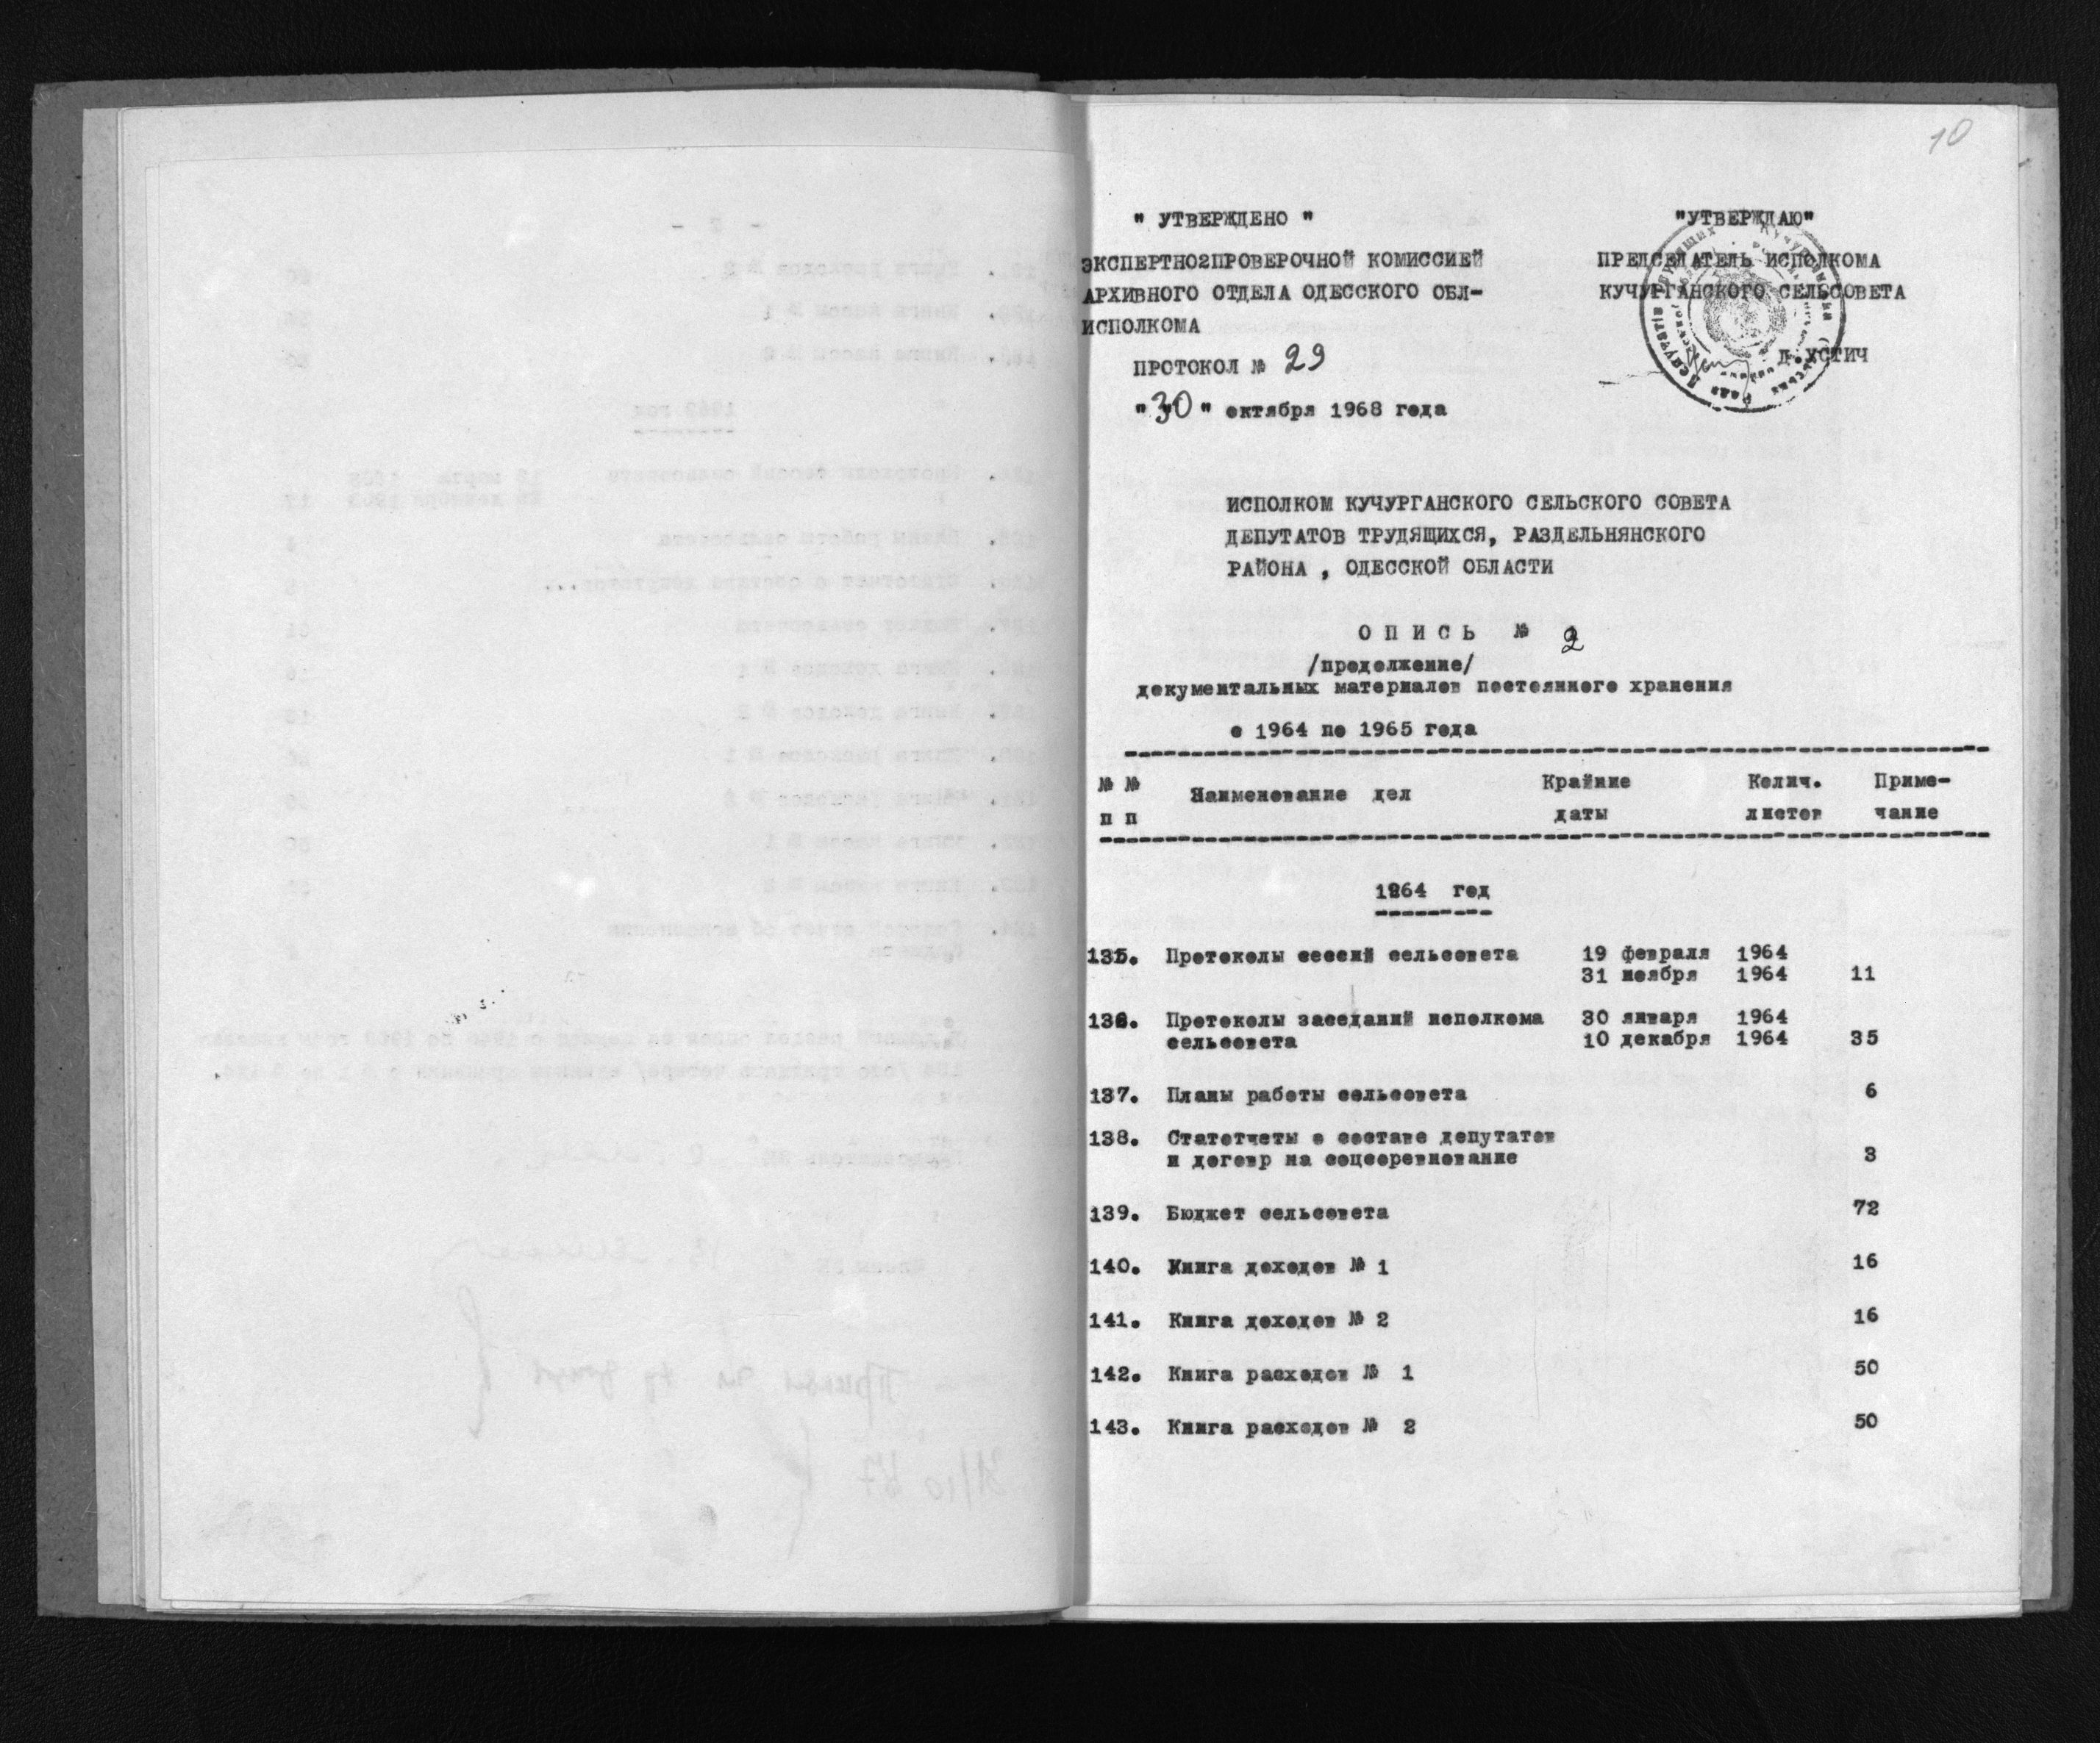 10
" УТВЕРЖДЕНО "
ЭКСПЕРТНО2ПРОВЕРОЧНОЙ КОМИССИЕЙ
АРХИВНОГО ОТДЕЛА ОДЕССКОГО ОБЛ-
ИСПОЛКОМА
ПРОТОКОЛ № 29
"30" октября 1968 года
"УТВЕРЖДАЮ"
ПРЕДСЕДАТЕЛЬ ИСПОЛКОМА
КУЧУРГАНСКОГО СЕЛЬСОВЕТА
Д.УСТИЧ
ИСПОЛКОМ КУЧУРГАНСКОГО СЕЛЬСКОГО СОВЕТА
ДЕПУТАТОВ ТРУДЯЩИХСЯ, РАЗДЕЛЬНЯНСКОГО
РАЙОНА , ОДЕССКОЙ ОБЛАСТИ
О П И С Ь № 2
/продолжение/
документальных материалов постоянного хранения
с 1964 по 1965 года
№ № Наименование дел Крайние Колич. Приме-
п п даты листов чание
1964 год
135. Протоколы сессий сельсовета 19 февраля 1964
31 ноября 1964 11
136. Протоколы заседаний исполкома 30 января 1964
сельсовета 10 декабря 1964 35
137. Планы работы сельсовета 6
138. Статотчеты о составе депутатов
и договр на соцсоревнование 3
139. Бюджет сельсовета 72
140. Книга доходов № 1 16
141. Книга доходов № 2 16
142. Книга расходов № 1 50
143. Книга расходов № 2 50